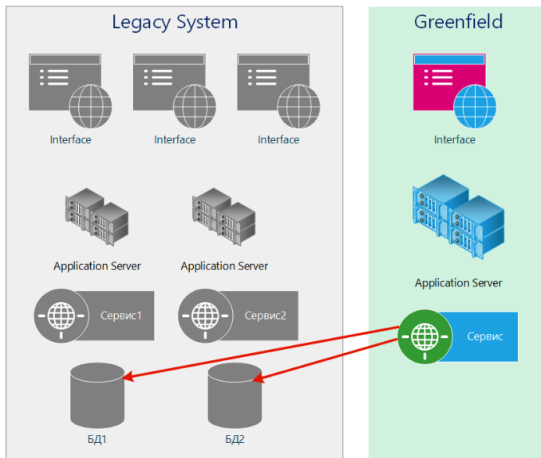 Legacy System
Greenfield
Interface
Interface
Interface
Interface
Application Server
Application Server
Application Server
Сервис1
Сервис2
Сервис
БД1
БД2